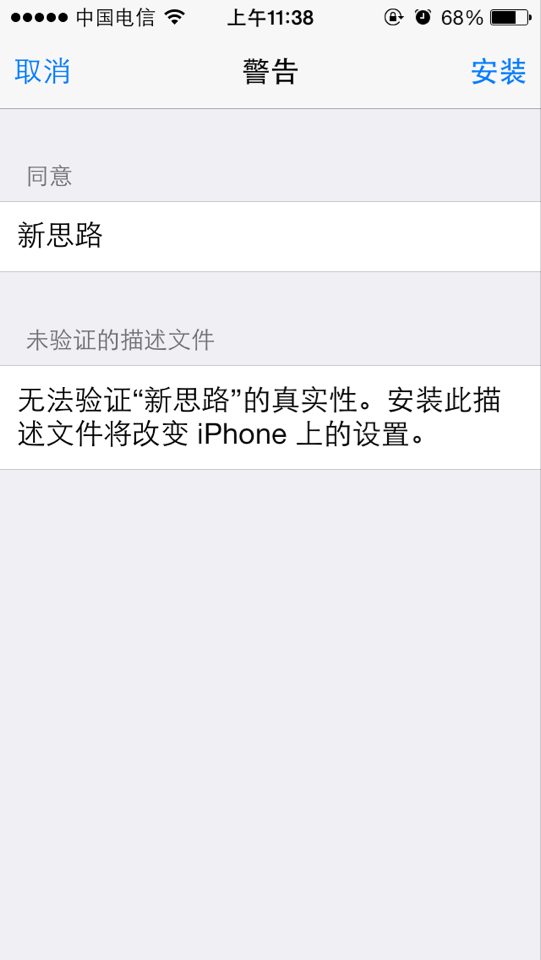 中国电信 上午11:38 68%
取消 警告 安装
同意
新思路
未验证的描述文件
无法验证“新思路”的真实性。安装此描
述文件将改变 iPhone 上的设置。